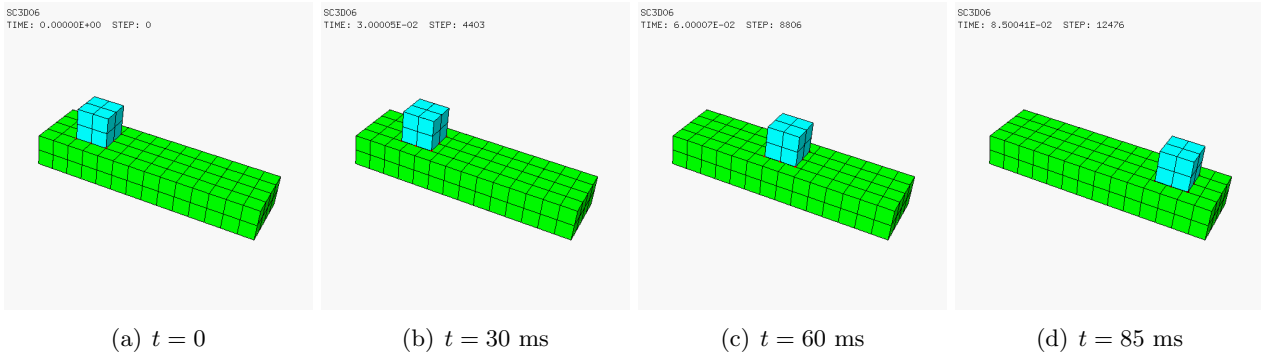 SC3D06
TIME: 0.00000E+00 STEP: 0
SC3D06
TIME: 3.00005E-02 STEP: 4403
SC3D06
TIME: 6.00007E-02 STEP: 8806
SC3D06
TIME: 8.50041E-02 STEP: 12476
(a) t = 0
(b) t = 30 ms
(c) t = 60 ms
(d) t = 85 ms